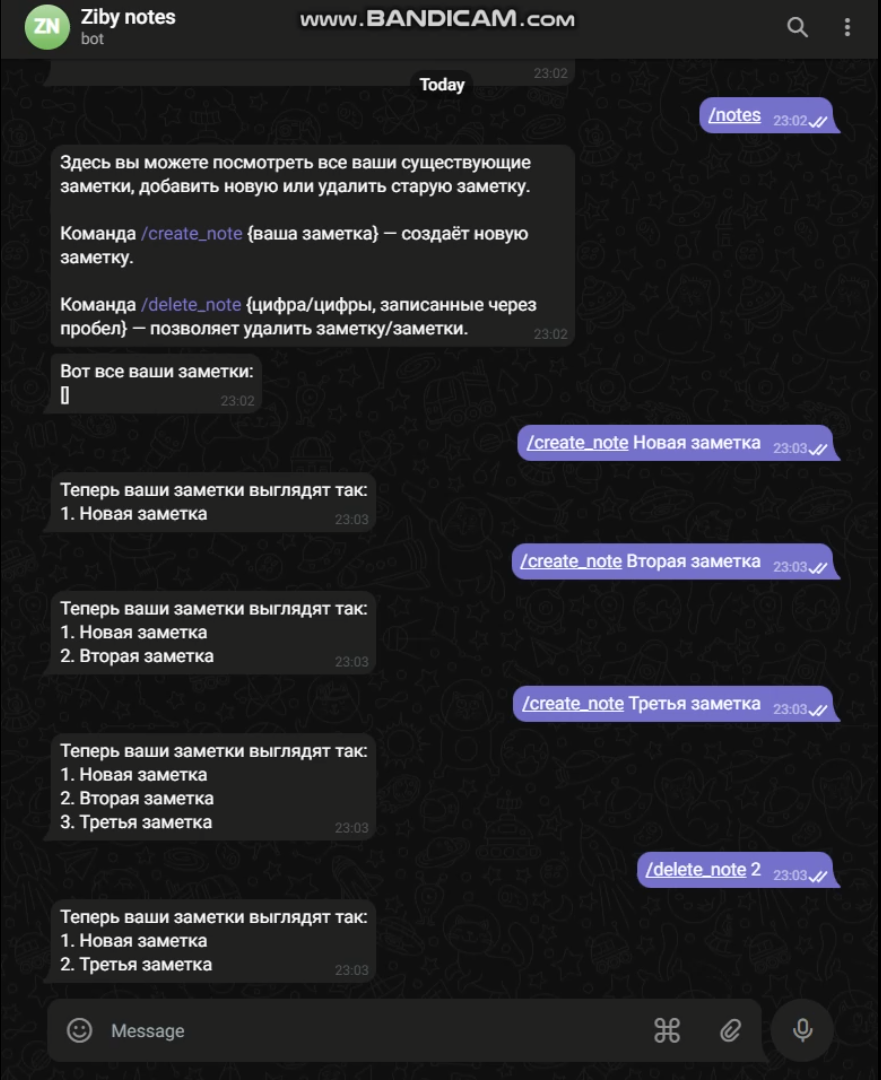 ZN
Ziby notes
bot
www.BANDICAM.com
23:02
Today
/notes 23:02
Здесь вы можете посмотреть все ваши существующие
заметки, добавить новую или удалить старую заметку.
Команда /create_note {ваша заметка} — создаёт новую
заметку.
Команда /delete_note {цифра/цифры, записанные через
пробел} — позволяет удалить заметку/заметки. 23:02
Вот все ваши заметки:
[] 23:02
/create_note Новая заметка 23:03
Теперь ваши заметки выглядят так:
1. Новая заметка 23:03
/create_note Вторая заметка 23:03
Теперь ваши заметки выглядят так:
1. Новая заметка
2. Вторая заметка 23:03
/create_note Третья заметка 23:03
Теперь ваши заметки выглядят так:
1. Новая заметка
2. Вторая заметка
3. Третья заметка 23:03
/delete_note 2 23:03
Теперь ваши заметки выглядят так:
1. Новая заметка
2. Третья заметка 23:03
Message